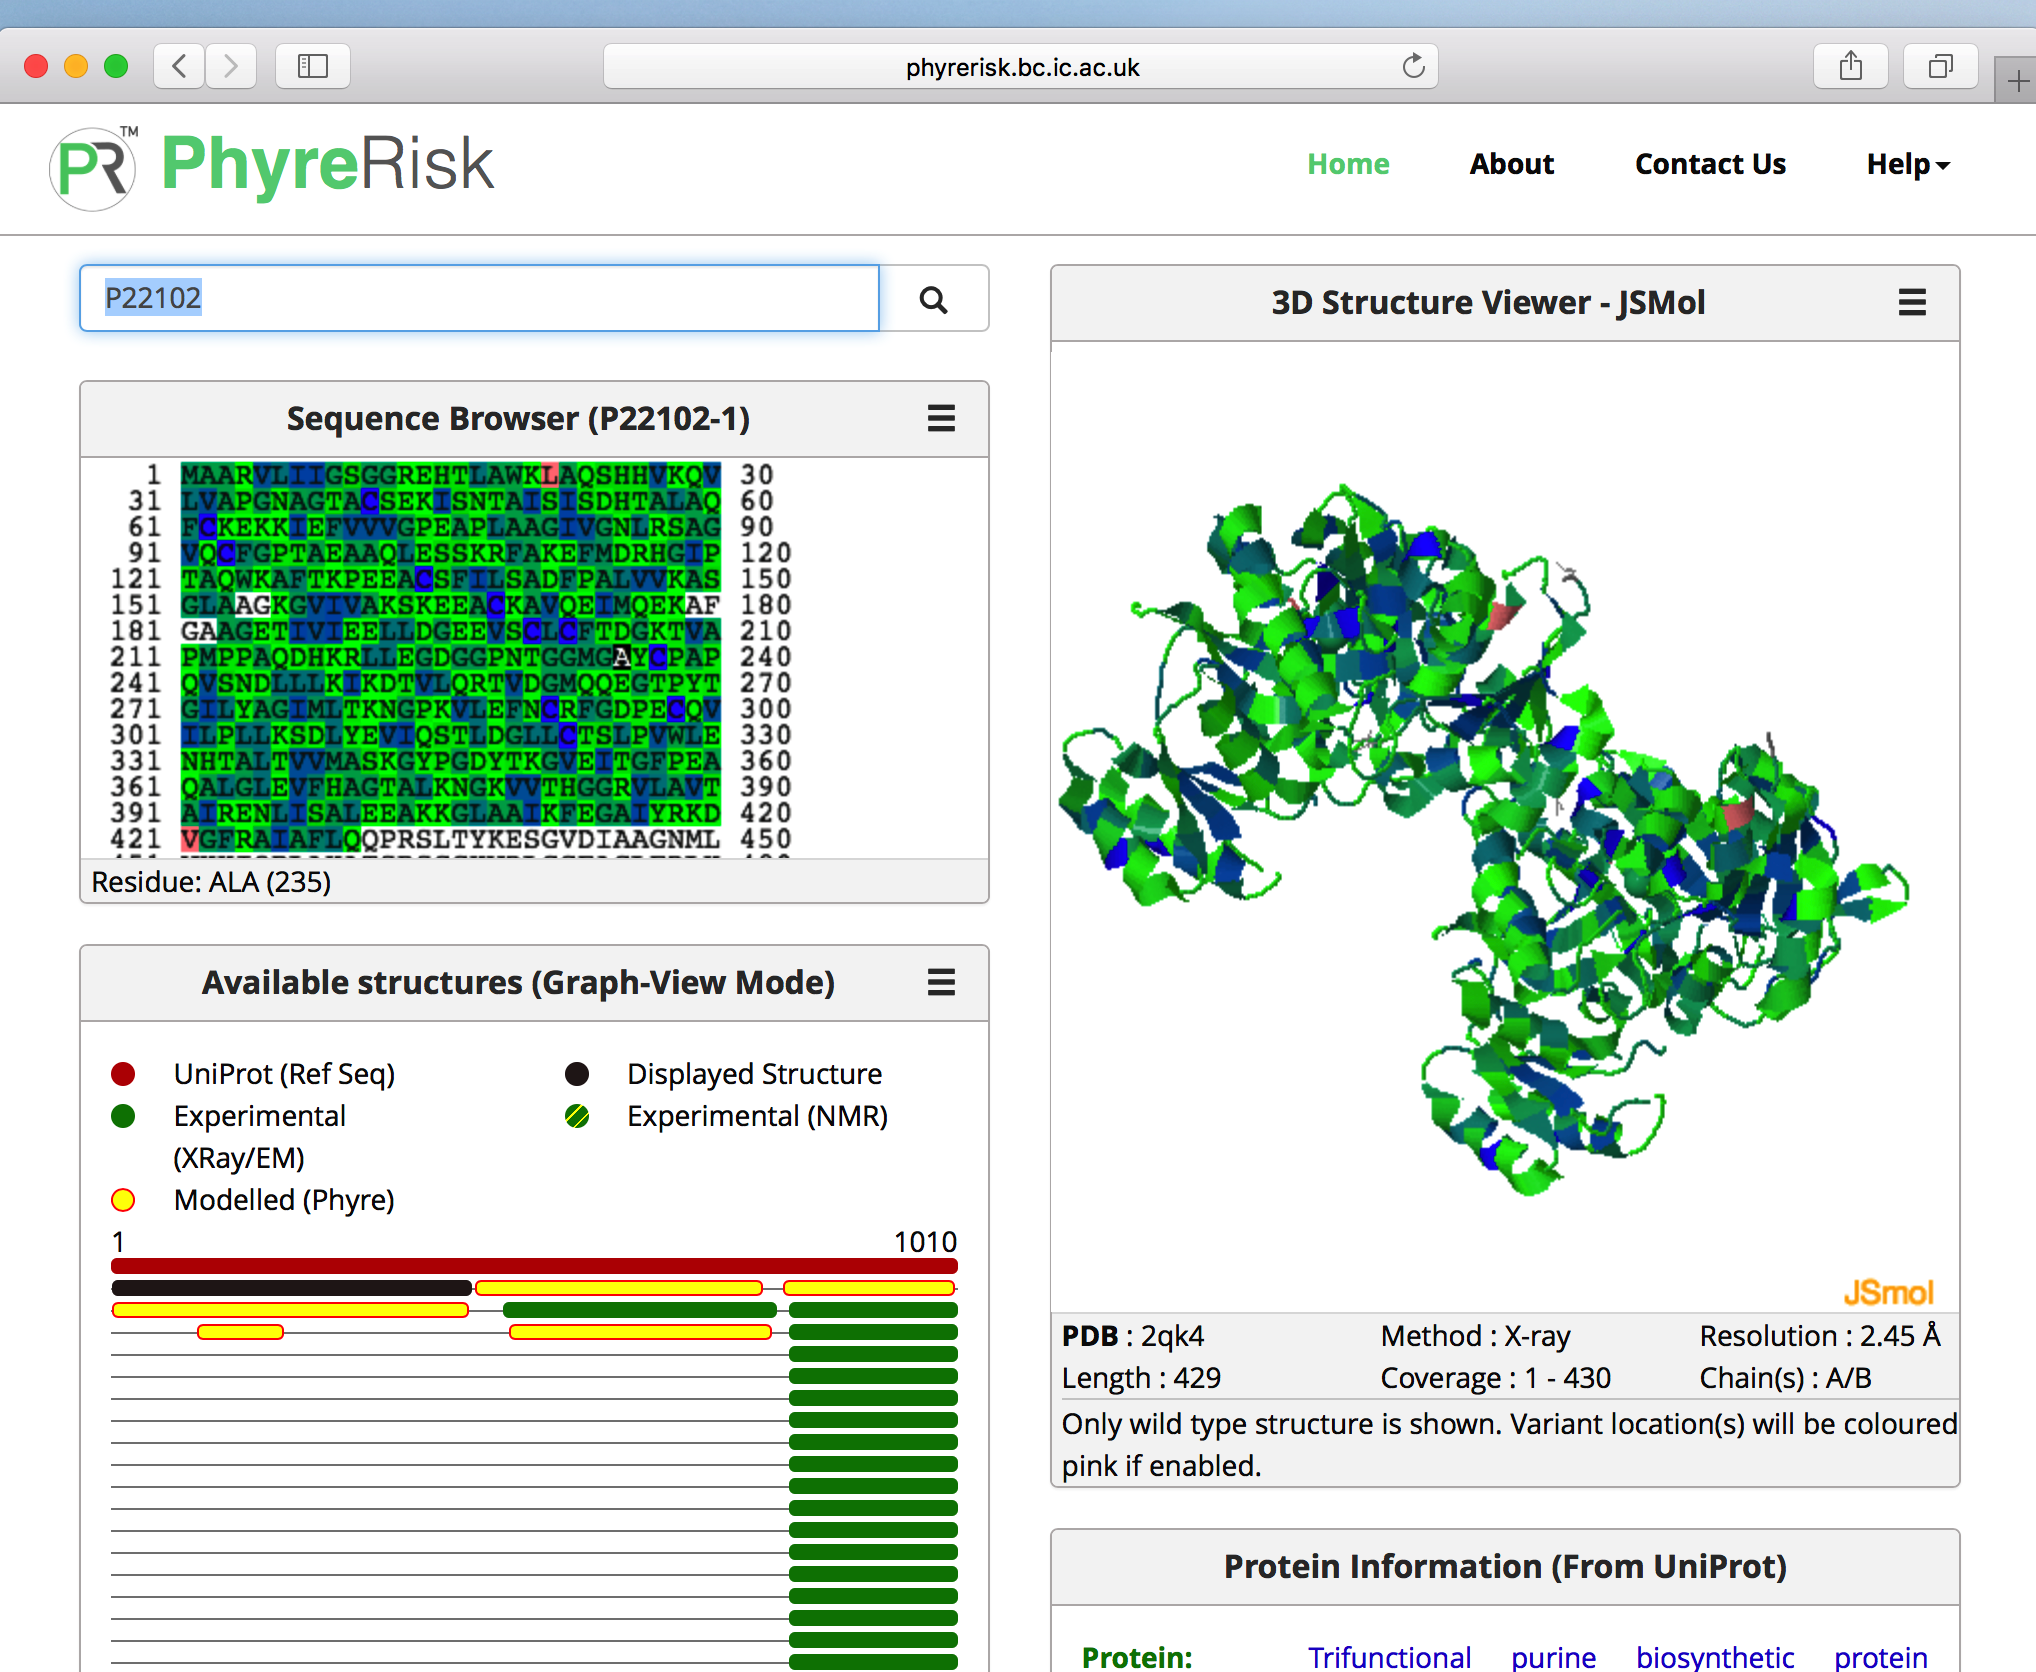 phyrerisk.bc.ic.ac.uk
PR™ PhyreRisk
Home About Contact Us Help
P22102
Sequence Browser (P22102-1)
1 MAARVLIIGSGGREHTLAWKLAQSHHVKQV 30
31 LVAPGNAGTACSEKISNTAISISDHTALAQ 60
61 FCKEKKIEFVVVGPEAPLAAGIVGNLRSAG 90
91 VQCFGPTAEAAQLESSKRFAKEFMDRHGIP 120
121 TAQWKAFTKPEEACSFILSADFPALVVKAS 150
151 GLAAGKGVIVAKSKEEACKAVQEIMQEKAF 180
181 GAAGETIVIEELLDGEEVSCLCFTDGKTVA 210
211 PMPPAQDHKRLLEGDGGPNTGGMGAYCPAP 240
241 QVSNDLLLKIKDTVLQRTVDGMQQEGTPYT 270
271 GILYAGIMLTKNGPKVLEFNCRFGDPECQV 300
301 ILPLLKSDLYEVIQSTLDGLLCTSLPVWLE 330
331 NHTALTVVMASKGYPGDYTKGVEITGFPEA 360
361 QALGLEVFHAGTALKNGKVVTHGGRVLAVT 390
391 AIRENLISALEEAKKGLAAIKFEGAIYRKD 420
421 VGFRAIAFLQQPRSLTYKESGVDIAAGNML 450
Residue: ALA (235)
Available structures (Graph-View Mode)
UniProt (Ref Seq)
Displayed Structure
Experimental
(XRay/EM)
Experimental (NMR)
Modelled (Phyre)
1 1010
3D Structure Viewer - JSMol
JSmol
PDB : 2qk4 Method : X-ray Resolution : 2.45 Å
Length : 429 Coverage : 1 - 430 Chain(s) : A/B
Only wild type structure is shown. Variant location(s) will be coloured
pink if enabled.
Protein Information (From UniProt)
Protein: Trifunctional purine biosynthetic protein